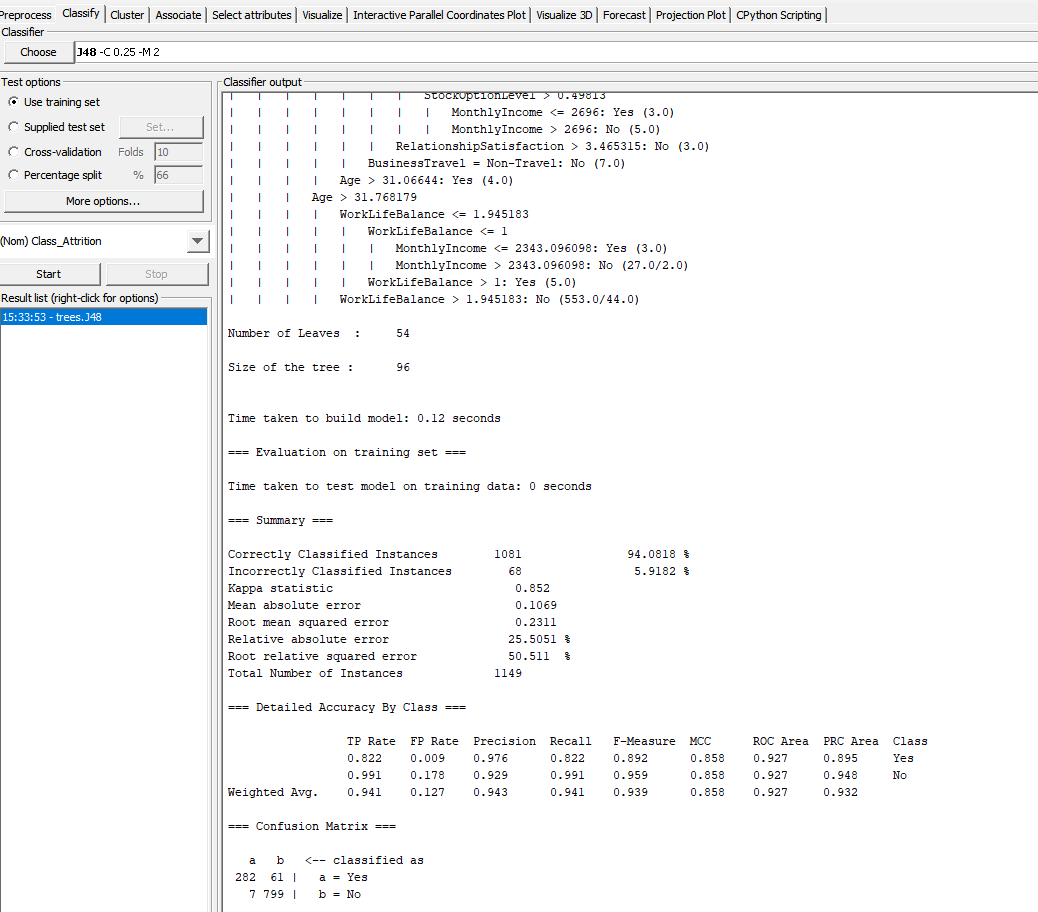 Preprocess Classify Cluster Associate Select attributes Visualize Interactive Parallel Coordinates Plot Visualize 3D Forecast Projection Plot CPython Scripting
Classifier
Choose J48 -C 0.25 -M 2
Test options
Use training set
Supplied test set Set...
Cross-validation Folds 10
Percentage split % 66
More options...
(Nom) Class_Attrition
Start Stop
Result list (right-click for options)
15:33:53 - trees.J48
Classifier output
| | | | | | | StockOptionLevel > 0.49813
| | | | | | | | MonthlyIncome <= 2696: Yes (3.0)
| | | | | | | | MonthlyIncome > 2696: No (5.0)
| | | | | | RelationshipSatisfaction > 3.465315: No (3.0)
| | | | | BusinessTravel = Non-Travel: No (7.0)
| | | | Age > 31.06644: Yes (4.0)
| | | Age > 31.768179
| | | | WorkLifeBalance <= 1.945183
| | | | | WorkLifeBalance <= 1
| | | | | | MonthlyIncome <= 2343.096098: Yes (3.0)
| | | | | | MonthlyIncome > 2343.096098: No (27.0/2.0)
| | | | | WorkLifeBalance > 1: Yes (5.0)
| | | | WorkLifeBalance > 1.945183: No (553.0/44.0)
Number of Leaves : 54
Size of the tree : 96
Time taken to build model: 0.12 seconds
=== Evaluation on training set ===
Time taken to test model on training data: 0 seconds
=== Summary ===
Correctly Classified Instances 1081 94.0818 %
Incorrectly Classified Instances 68 5.9182 %
Kappa statistic 0.852
Mean absolute error 0.1069
Root mean squared error 0.2311
Relative absolute error 25.5051 %
Root relative squared error 50.511 %
Total Number of Instances 1149
=== Detailed Accuracy By Class ===
TP Rate FP Rate Precision Recall F-Measure MCC ROC Area PRC Area Class
0.822 0.009 0.976 0.822 0.892 0.858 0.927 0.895 Yes
0.991 0.178 0.929 0.991 0.959 0.858 0.927 0.948 No
Weighted Avg. 0.941 0.127 0.943 0.941 0.939 0.858 0.927 0.932
=== Confusion Matrix ===
a b <-- classified as
282 61 | a = Yes
7 799 | b = No